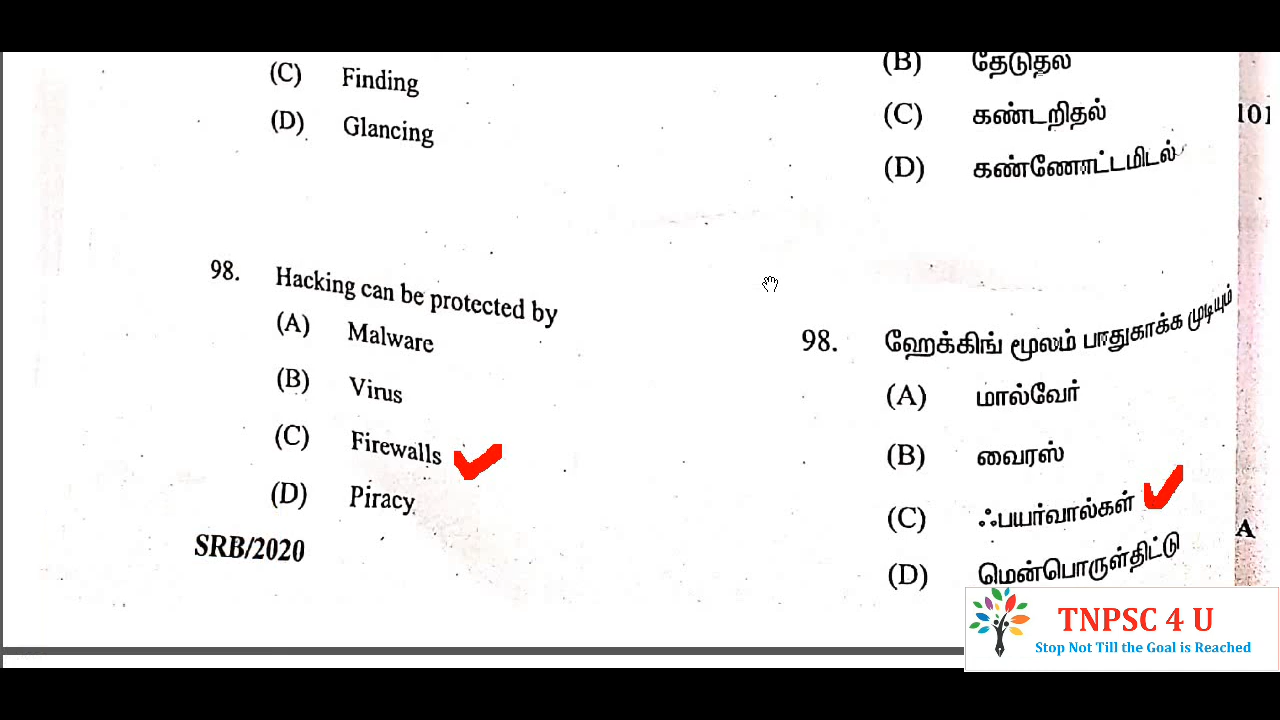 (C) Finding
(D) Glancing
98. Hacking can be protected by
(A) Malware
(B) Virus
(C) Firewalls
(D) Piracy
SRB/2020
(B) தேடுதல்
(C) கண்டறிதல்
(D) கண்ணோட்டமிடல்
98. ஹேக்கிங் மூலம் பாதுகாக்க முடியும்
(A) மால்வேர்
(B) வைரஸ்
(C) ஃபயர்வால்கள்
(D) மென்பொருள்திட்டு
101
A
TNPSC 4 U
Stop Not Till the Goal is Reached